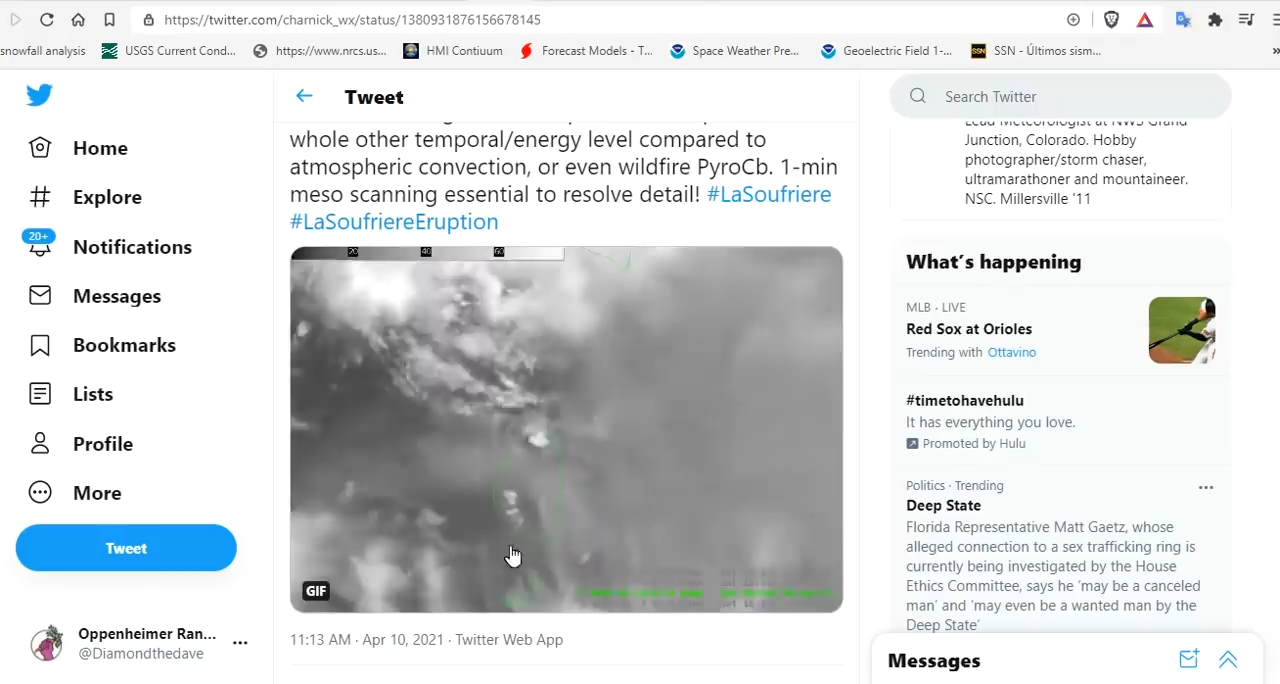 https://twitter.com/charnick_wx/status/1380931876156678145
snowfall analysis
USGS Current Cond...
https://www.nrcs.us...
HMI Contiuum
Forecast Models - T...
Space Weather Pre...
Geoelectric Field 1-...
SSN
SSN - Últimos sism...
»
Home
Explore
20+
Notifications
Messages
Bookmarks
Lists
Profile
More
Tweet
Oppenheimer Ran...
@Diamondthedave
Tweet
whole other temporal/energy level compared to
atmospheric convection, or even wildfire PyroCb. 1-min
meso scanning essential to resolve detail! #LaSoufriere
#LaSoufriereEruption
20 40 60
GIF
11:13 AM · Apr 10, 2021 · Twitter Web App
Search Twitter
Lead Meteorologist at NWS Grand
Junction, Colorado. Hobby
photographer/storm chaser,
ultramarathoner and mountaineer.
NSC. Millersville '11
What's happening
MLB · LIVE
Red Sox at Orioles
Trending with Ottavino
#timetohavehulu
It has everything you love.
Promoted by Hulu
Politics · Trending
Deep State
Florida Representative Matt Gaetz, whose
alleged connection to a sex trafficking ring is
currently being investigated by the House
Ethics Committee, says he 'may be a canceled
man' and 'may even be a wanted man by the
Deep State'
Messages